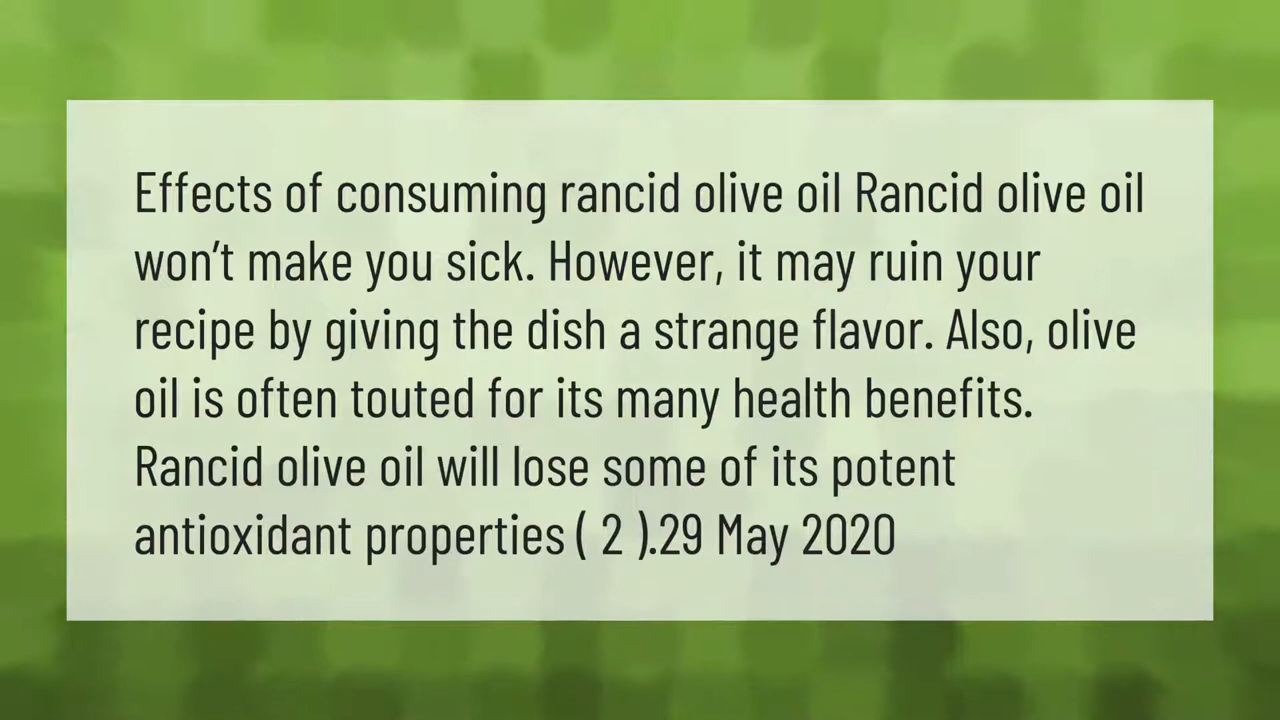 Effects of consuming rancid olive oil Rancid olive oil
won’t make you sick. However, it may ruin your
recipe by giving the dish a strange flavor. Also, olive
oil is often touted for its many health benefits.
Rancid olive oil will lose some of its potent
antioxidant properties ( 2 ).29 May 2020